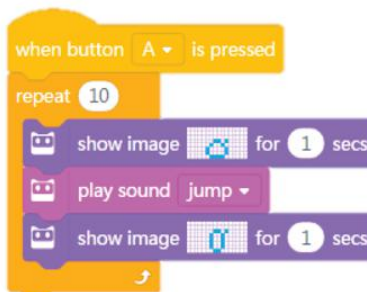 when button A is pressed
repeat 10
show image for 1 secs
play sound jump
show image for 1 secs